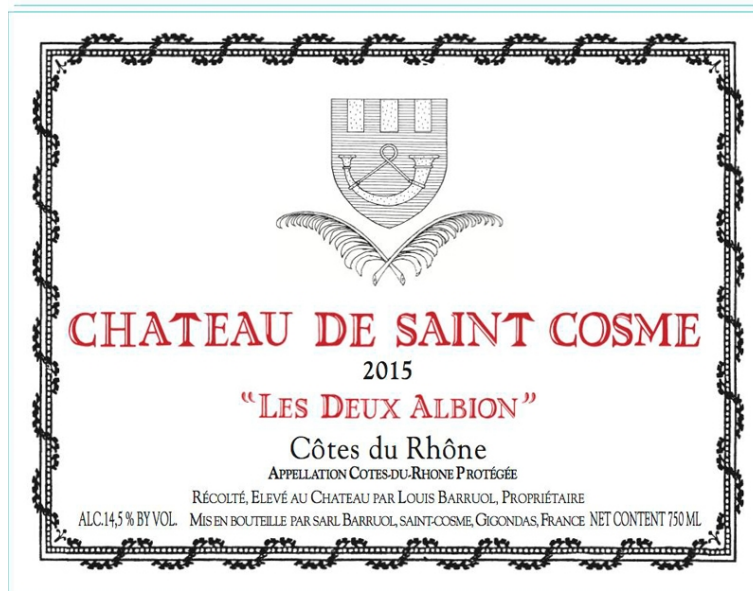 CHATEAU DE SAINT COSME
2015
“LES DEUX ALBION”
Côtes du Rhône
APPELLATION COTES-DU-RHONE PROTÉGÉE
RÉCOLTÉ, ELEVÉ AU CHATEAU PAR LOUIS BARRUOL, PROPRIÉTAIRE
ALC.14,5 % BY VOL. MIS EN BOUTEILLE PAR SARL BARRUOL, SAINT-COSME, GIGONDAS, FRANCE NET CONTENT 750 ML